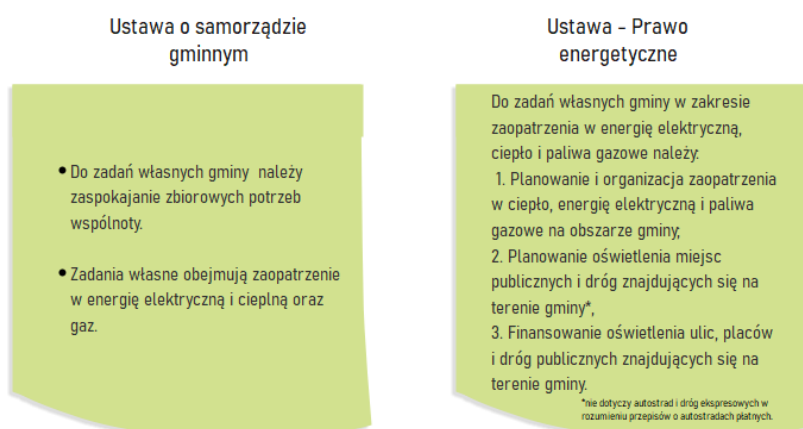 Ustawa o samorządzie
gminnym
• Do zadań własnych gminy należy
zaspokajanie zbiorowych potrzeb
wspólnoty.
• Zadania własne obejmują zaopatrzenie
w energię elektryczną i cieplną oraz
gaz.
Ustawa - Prawo
energetyczne
Do zadań własnych gminy w zakresie
zaopatrzenia w energię elektryczną,
ciepło i paliwa gazowe należy:
1. Planowanie i organizacja zaopatrzenia
w ciepło, energię elektryczną i paliwa
gazowe na obszarze gminy;
2. Planowanie oświetlenia miejsc
publicznych i dróg znajdujących się na
terenie gminy*,
3. Finansowanie oświetlenia ulic, placów
i dróg publicznych znajdujących się na
terenie gminy.
*nie dotyczy autostrad i dróg ekspresowych w
rozumieniu przepisów o autostradach płatnych.